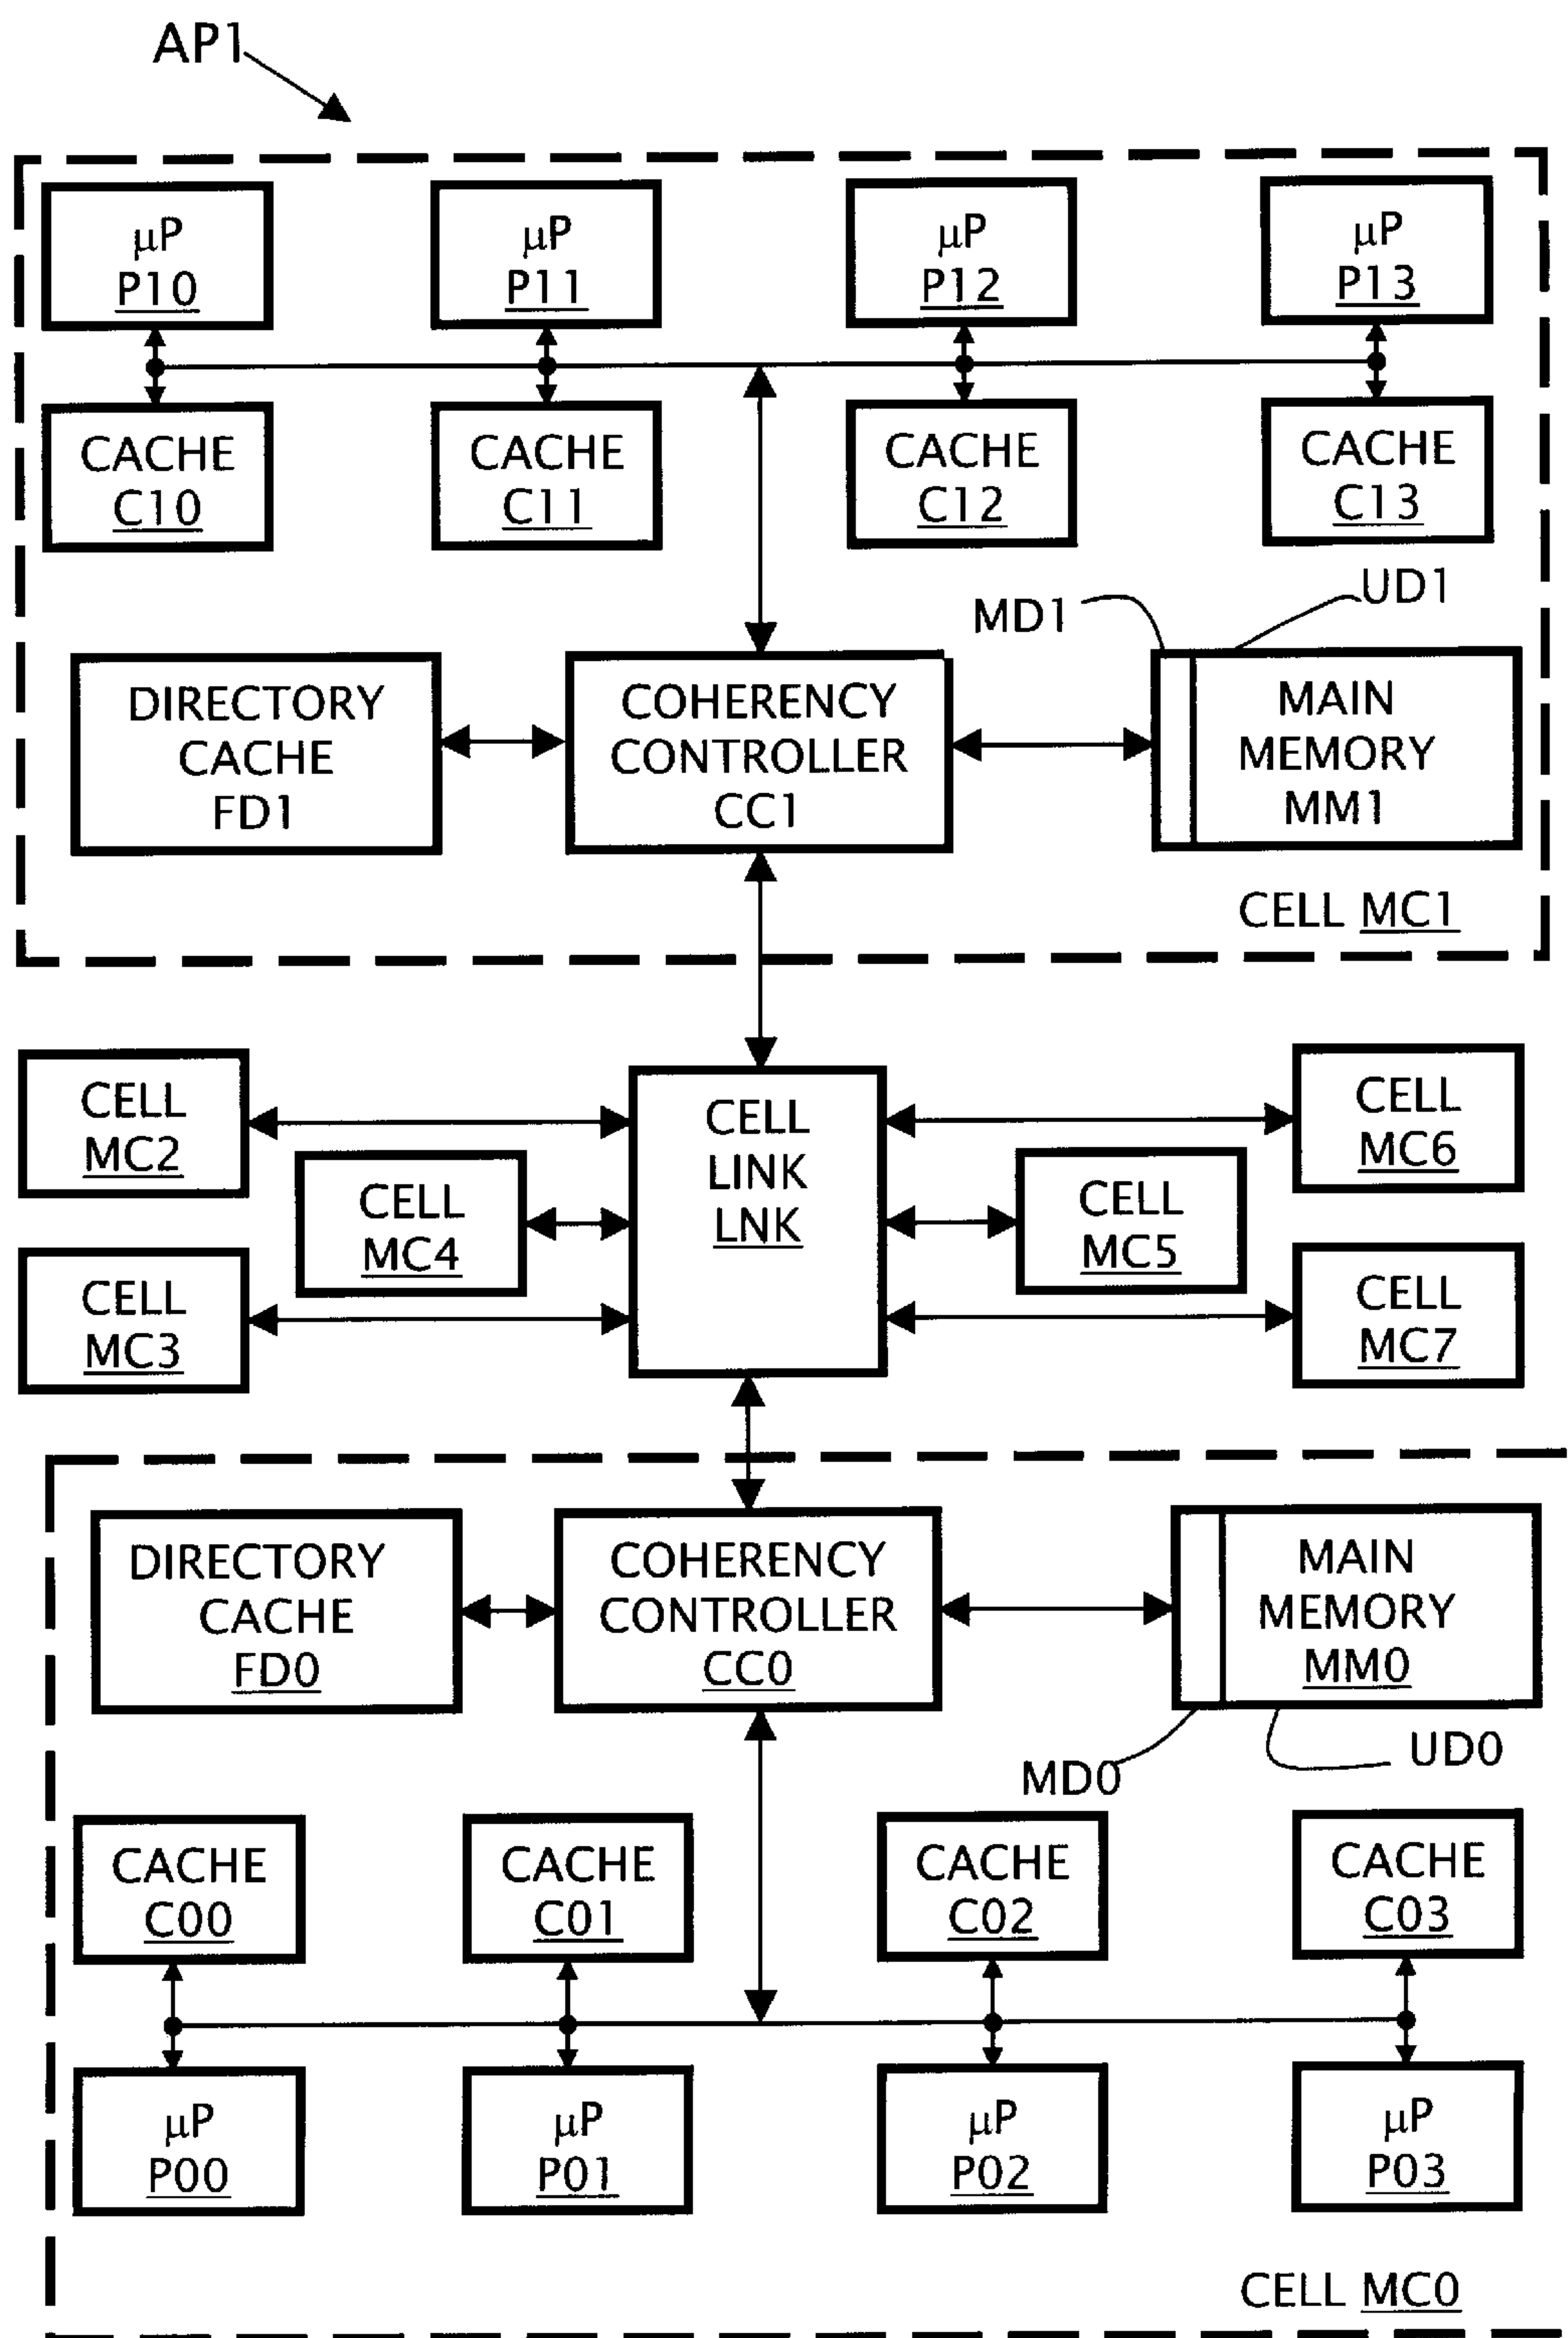 AP1
μP
P10
μP
P11
μP
P12
μP
P13
CACHE
C10
CACHE
C11
CACHE
C12
CACHE
C13
MD1
UD1
DIRECTORY
CACHE
FD1
COHERENCY
CONTROLLER
CC1
MAIN
MEMORY
MM1
CELL MC1
CELL
MC2
CELL
MC4
CELL
MC3
CELL
LINK
LNK
CELL
MC6
CELL
MC5
CELL
MC7
DIRECTORY
CACHE
FD0
COHERENCY
CONTROLLER
CC0
MAIN
MEMORY
MM0
MD0
UD0
CACHE
C00
CACHE
C01
CACHE
C02
CACHE
C03
μP
P00
μP
P01
μP
P02
μP
P03
CELL MC0